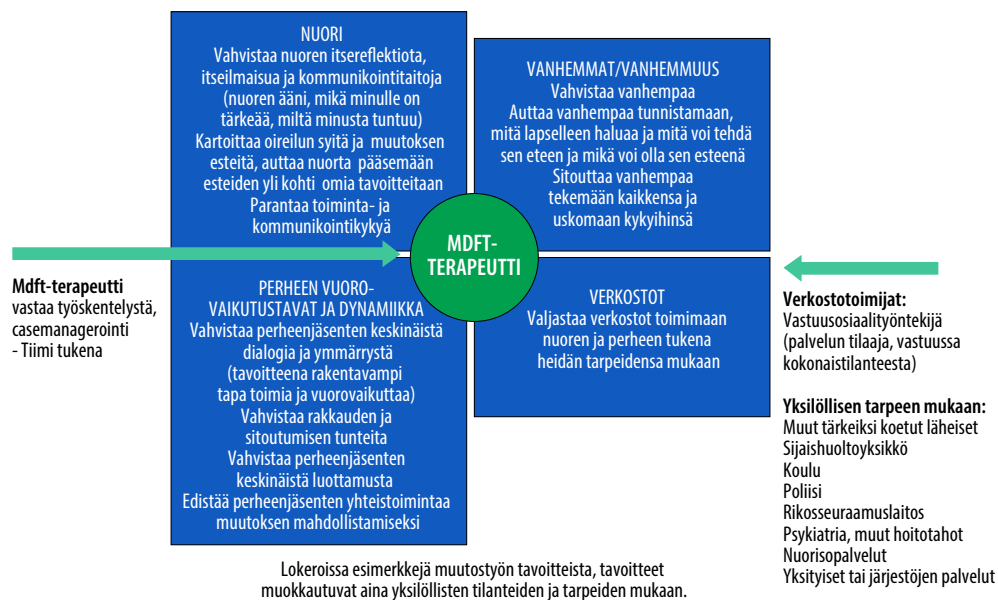 NUORI
Vahvistaa nuoren itsereflektiota,
itseilmaisua ja kommunikointitaitoja
(nuoren ääni, mikä minulle on
tärkeää, miltä minusta tuntuu)
Kartoittaa oireilun syitä ja muutoksen
esteitä, auttaa nuorta pääsemään
esteiden yli kohti omia tavoitteitaan
Parantaa toiminta- ja
kommunikointikykyä
VANHEMMAT/VANHEMMUUS
Vahvistaa vanhempaa
Auttaa vanhempaa tunnistamaan,
mitä lapselleen haluaa ja mitä voi tehdä
sen eteen ja mikä voi olla sen esteenä
Sitouttaa vanhempaa
tekemään kaikkensa ja
uskomaan kykyihinsä
MDFT-
TERAPEUTTI
Mdft-terapeutti
vastaa työskentelystä,
casemanagerointi
- Tiimi tukena
PERHEEN VUORO-
VAIKUTUSTAVAT JA DYNAMIIKKA
Vahvistaa perheenjäsenten keskinäistä
dialogia ja ymmärrystä
(tavoitteena rakentavampi
tapa toimia ja vuorovaikuttaa)
Vahvistaa rakkauden ja
sitoutumisen tunteita
Vahvistaa perheenjäsenten
keskinäistä luottamusta
Edistää perheenjäsenten yhteistoimintaa
muutoksen mahdollistamiseksi
VERKOSTOT
Valjastaa verkostot toimimaan
nuoren ja perheen tukena
heidän tarpeidensa mukaan
Verkostotoimijat:
Vastuusosiaalityöntekijä
(palvelun tilaaja, vastuussa
kokonaistilanteesta)
Yksilöllisen tarpeen mukaan:
Muut tärkeiksi koetut läheiset
Sijaishuoltoyksikkö
Koulu
Poliisi
Rikosseuraamuslaitos
Psykiatria, muut hoitotahot
Nuorisopalvelut
Yksityiset tai järjestöjen palvelut
Lokeroissa esimerkkejä muutostyön tavoitteista, tavoitteet
muokkautuvat aina yksilöllisten tilanteiden ja tarpeiden mukaan.